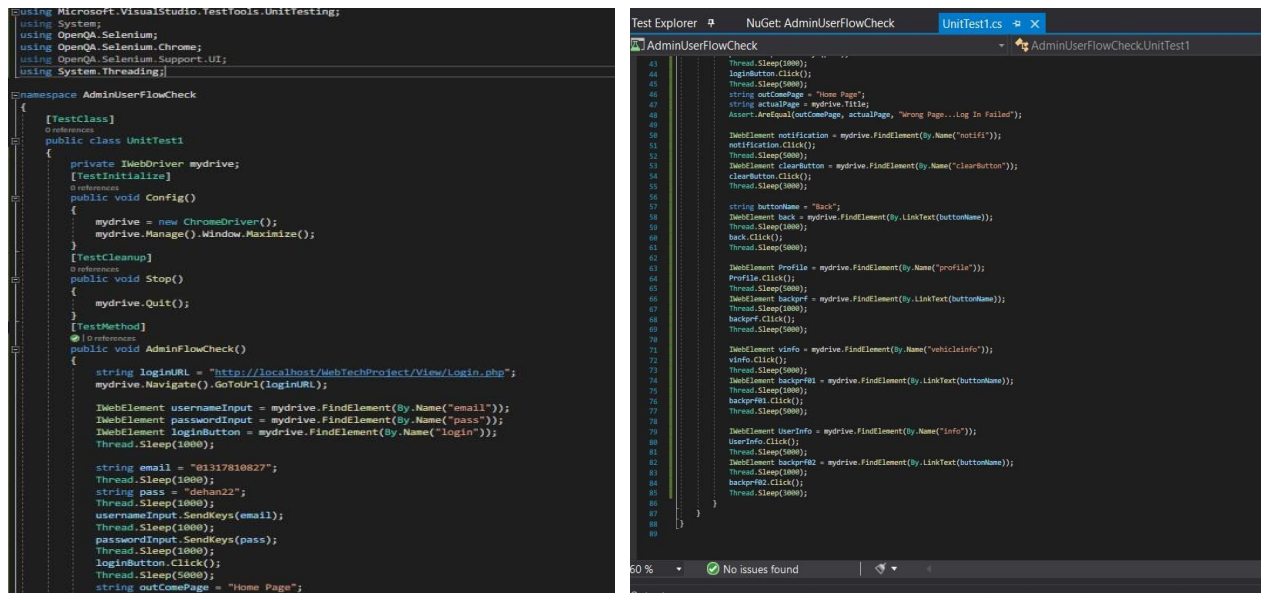 using Microsoft.VisualStudio.TestTools.UnitTesting;
using System;
using OpenQA.Selenium;
using OpenQA.Selenium.Chrome;
using OpenQA.Selenium.Support.UI;
using System.Threading;
namespace AdminUserFlowCheck
{
[TestClass]
0 references
public class UnitTest1
{
private IWebDriver mydrive;
[TestInitialize]
0 references
public void Config()
{
mydrive = new ChromeDriver();
mydrive.Manage().Window.Maximize();
}
[TestCleanup]
0 references
public void Stop()
{
mydrive.Quit();
}
[TestMethod]
0 references
public void AdminFlowCheck()
{
string loginURL = "http://localhost/WebTechProject/View/Login.php";
mydrive.Navigate().GoToUrl(loginURL);
IWebElement usernameInput = mydrive.FindElement(By.Name("email"));
IWebElement passwordInput = mydrive.FindElement(By.Name("pass"));
IWebElement loginButton = mydrive.FindElement(By.Name("login"));
Thread.Sleep(1000);
string email = "01317810827";
Thread.Sleep(1000);
string pass = "dehan22";
Thread.Sleep(1000);
usernameInput.SendKeys(email);
Thread.Sleep(1000);
passwordInput.SendKeys(pass);
Thread.Sleep(1000);
loginButton.Click();
Thread.Sleep(5000);
string outComePage = "Home Page";
Test Explorer NuGet: AdminUserFlowCheck UnitTest1.cs
AdminUserFlowCheck AdminUserFlowCheck.UnitTest1
43 Thread.Sleep(1000);
44 loginButton.Click();
45 Thread.Sleep(5000);
46 string outComePage = "Home Page";
47 string actualPage = mydrive.Title;
48 Assert.AreEqual(outComePage, actualPage, "Wrong Page...Log In Failed");
49
50 IWebElement notification = mydrive.FindElement(By.Name("notifi"));
51 notification.Click();
52 Thread.Sleep(5000);
53 IWebElement clearButton = mydrive.FindElement(By.Name("clearButton"));
54 clearButton.Click();
55 Thread.Sleep(3000);
56
57 string buttonName = "Back";
58 IWebElement back = mydrive.FindElement(By.LinkText(buttonName));
59 Thread.Sleep(1000);
60 back.Click();
61 Thread.Sleep(5000);
62
63 IWebElement Profile = mydrive.FindElement(By.Name("profile"));
64 Profile.Click();
65 Thread.Sleep(5000);
66 IWebElement backprf = mydrive.FindElement(By.LinkText(buttonName));
67 Thread.Sleep(1000);
68 backprf.Click();
69 Thread.Sleep(5000);
70
71 IWebElement vinfo = mydrive.FindElement(By.Name("vehicleinfo"));
72 vinfo.Click();
73 Thread.Sleep(5000);
74 IWebElement backprf01 = mydrive.FindElement(By.LinkText(buttonName));
75 Thread.Sleep(1000);
76 backprf01.Click();
77 Thread.Sleep(5000);
78
79 IWebElement UserInfo = mydrive.FindElement(By.Name("info"));
80 UserInfo.Click();
81 Thread.Sleep(5000);
82 IWebElement backprf02 = mydrive.FindElement(By.LinkText(buttonName));
83 Thread.Sleep(1000);
84 backprf02.Click();
85 Thread.Sleep(3000);
86 }
87 }
88 }
89
60 % No issues found